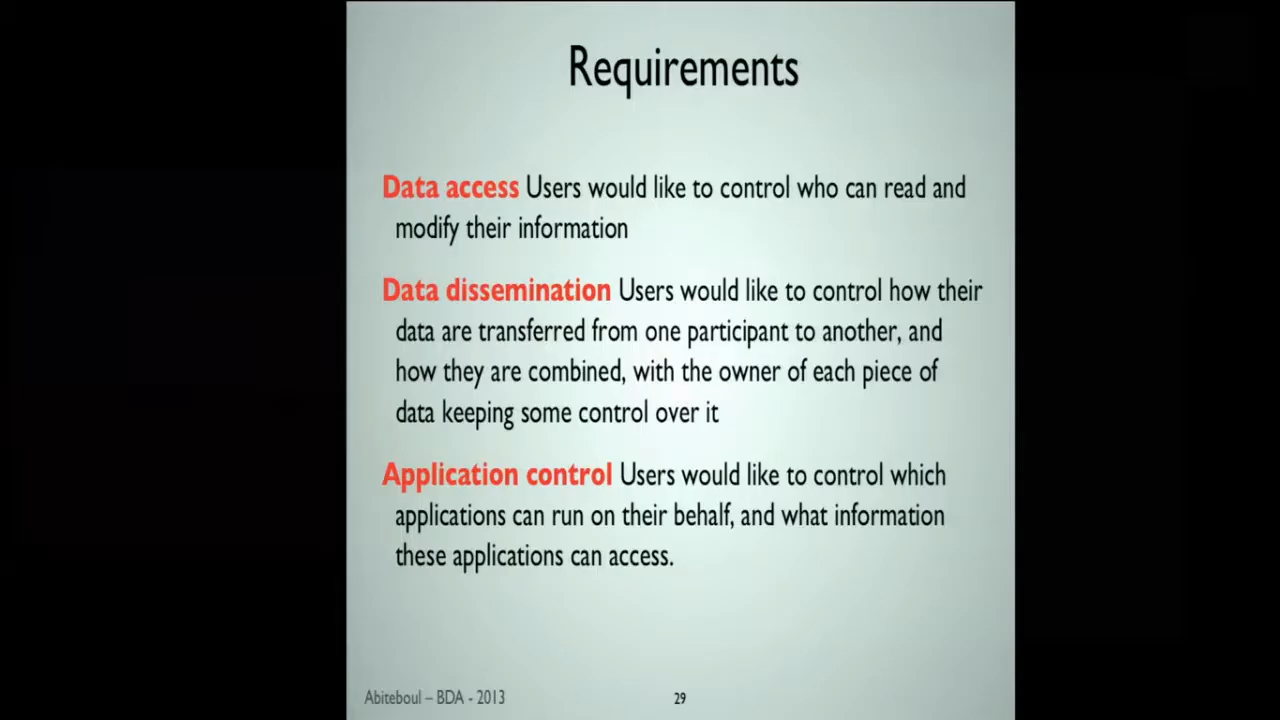 Requirements
Data access Users would like to control who can read and
modify their information
Data dissemination Users would like to control how their
data are transferred from one participant to another, and
how they are combined, with the owner of each piece of
data keeping some control over it
Application control Users would like to control which
applications can run on their behalf, and what information
these applications can access.
Abiteboul – BDA - 2013
29